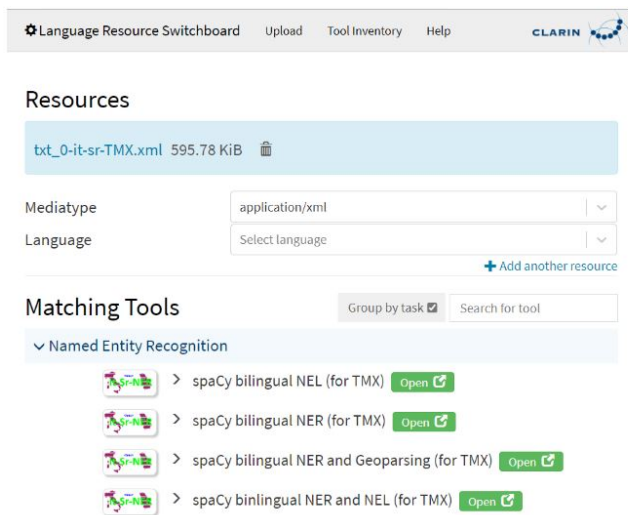 Language Resource Switchboard Upload Tool Inventory Help CLARIN
Resources
txt_0-it-sr-TMX.xml 595.78 KiB
Mediatype application/xml
Language Select language
+ Add another resource
Matching Tools Group by task Search for tool
Named Entity Recognition
spaCy bilingual NEL (for TMX) Open
spaCy bilingual NER (for TMX) Open
spaCy bilingual NER and Geoparsing (for TMX) Open
spaCy binlingual NER and NEL (for TMX) Open